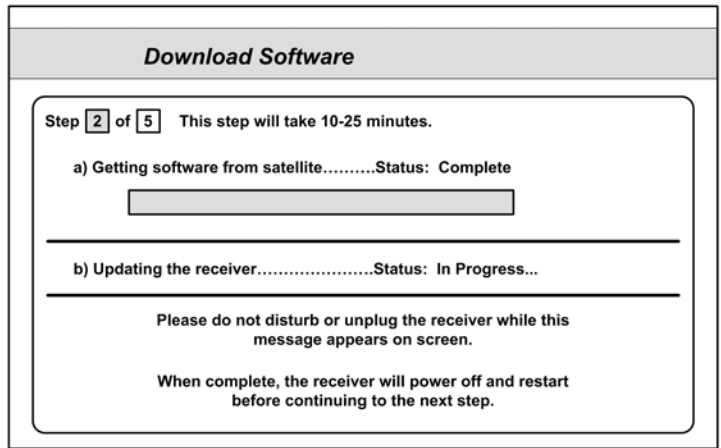 Download Software
Step 2 of 5 This step will take 10-25 minutes.
a) Getting software from satellite..........Status: Complete
b) Updating the receiver......................Status: In Progress...
Please do not disturb or unplug the receiver while this
message appears on screen.
When complete, the receiver will power off and restart
before continuing to the next step.